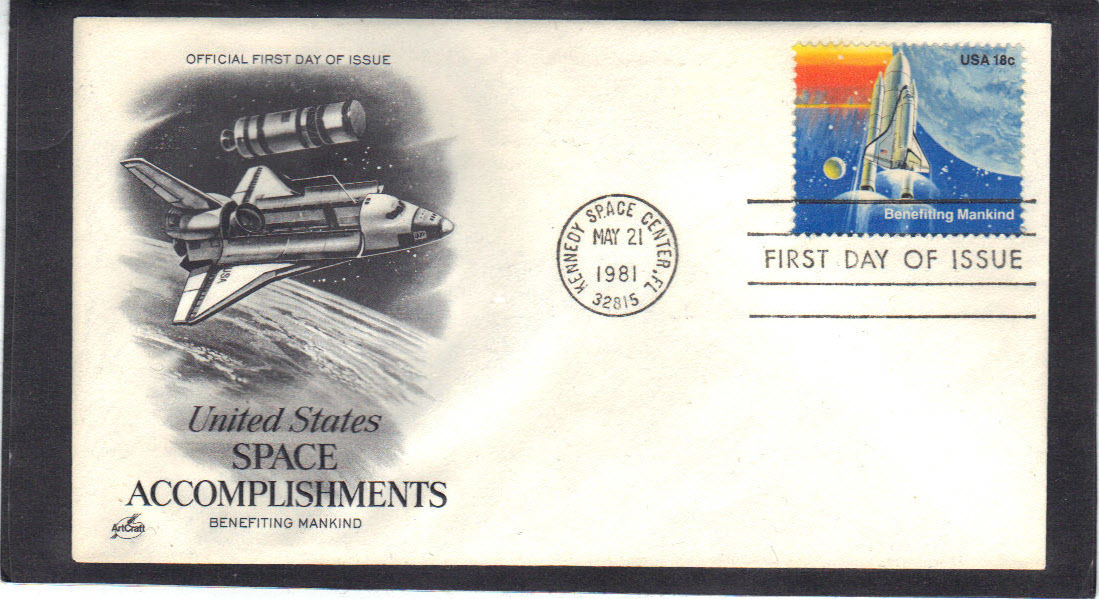 OFFICIAL FIRST DAY OF ISSUE
USA 18c
Benefiting Mankind
KENNEDY SPACE CENTER, FL
MAY 21
1981
32815
FIRST DAY OF ISSUE
USA
United States
SPACE
ACCOMPLISHMENTS
BENEFITING MANKIND
ArtCraft